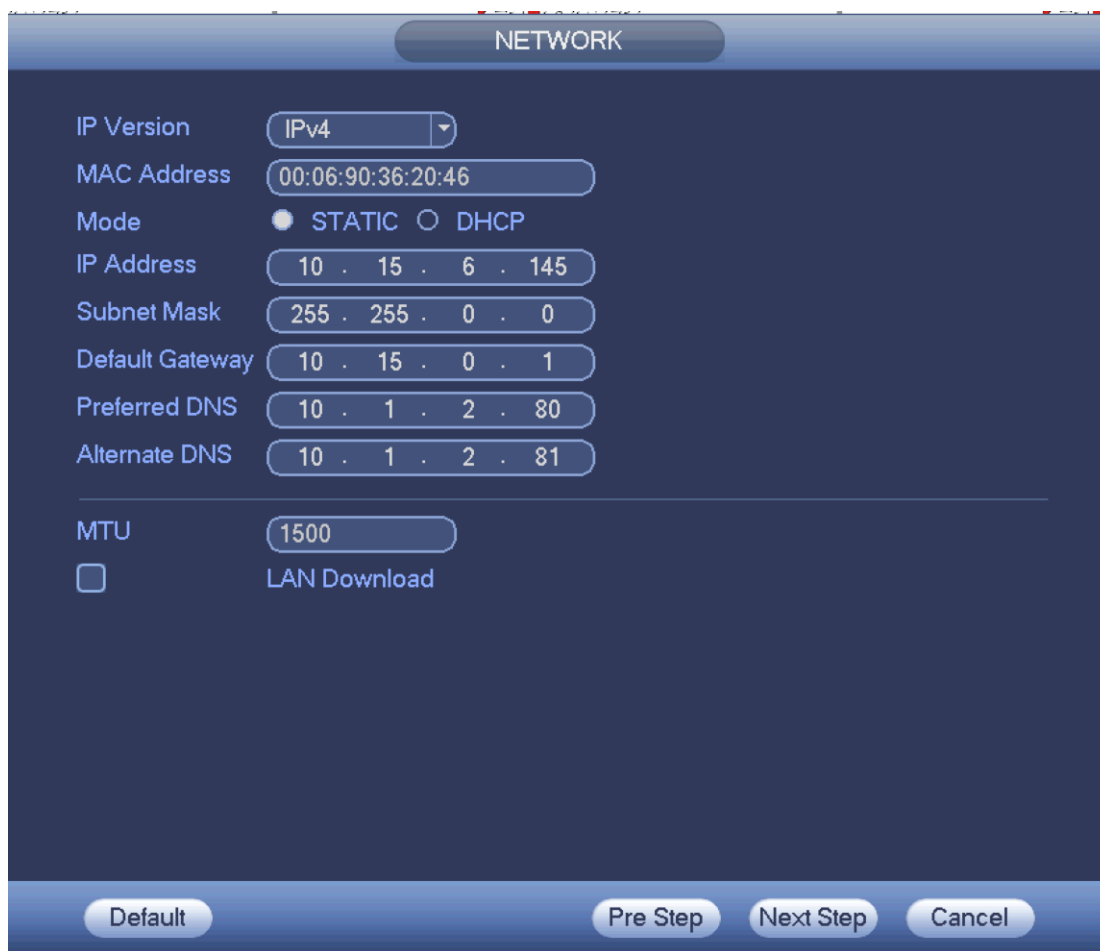 NETWORK
IP Version IPv4
MAC Address 00:06:90:36:20:46
Mode STATIC DHCP
IP Address 10 . 15 . 6 . 145
Subnet Mask 255 . 255 . 0 . 0
Default Gateway 10 . 15 . 0 . 1
Preferred DNS 10 . 1 . 2 . 80
Alternate DNS 10 . 1 . 2 . 81
MTU 1500
LAN Download
Default Pre Step Next Step Cancel